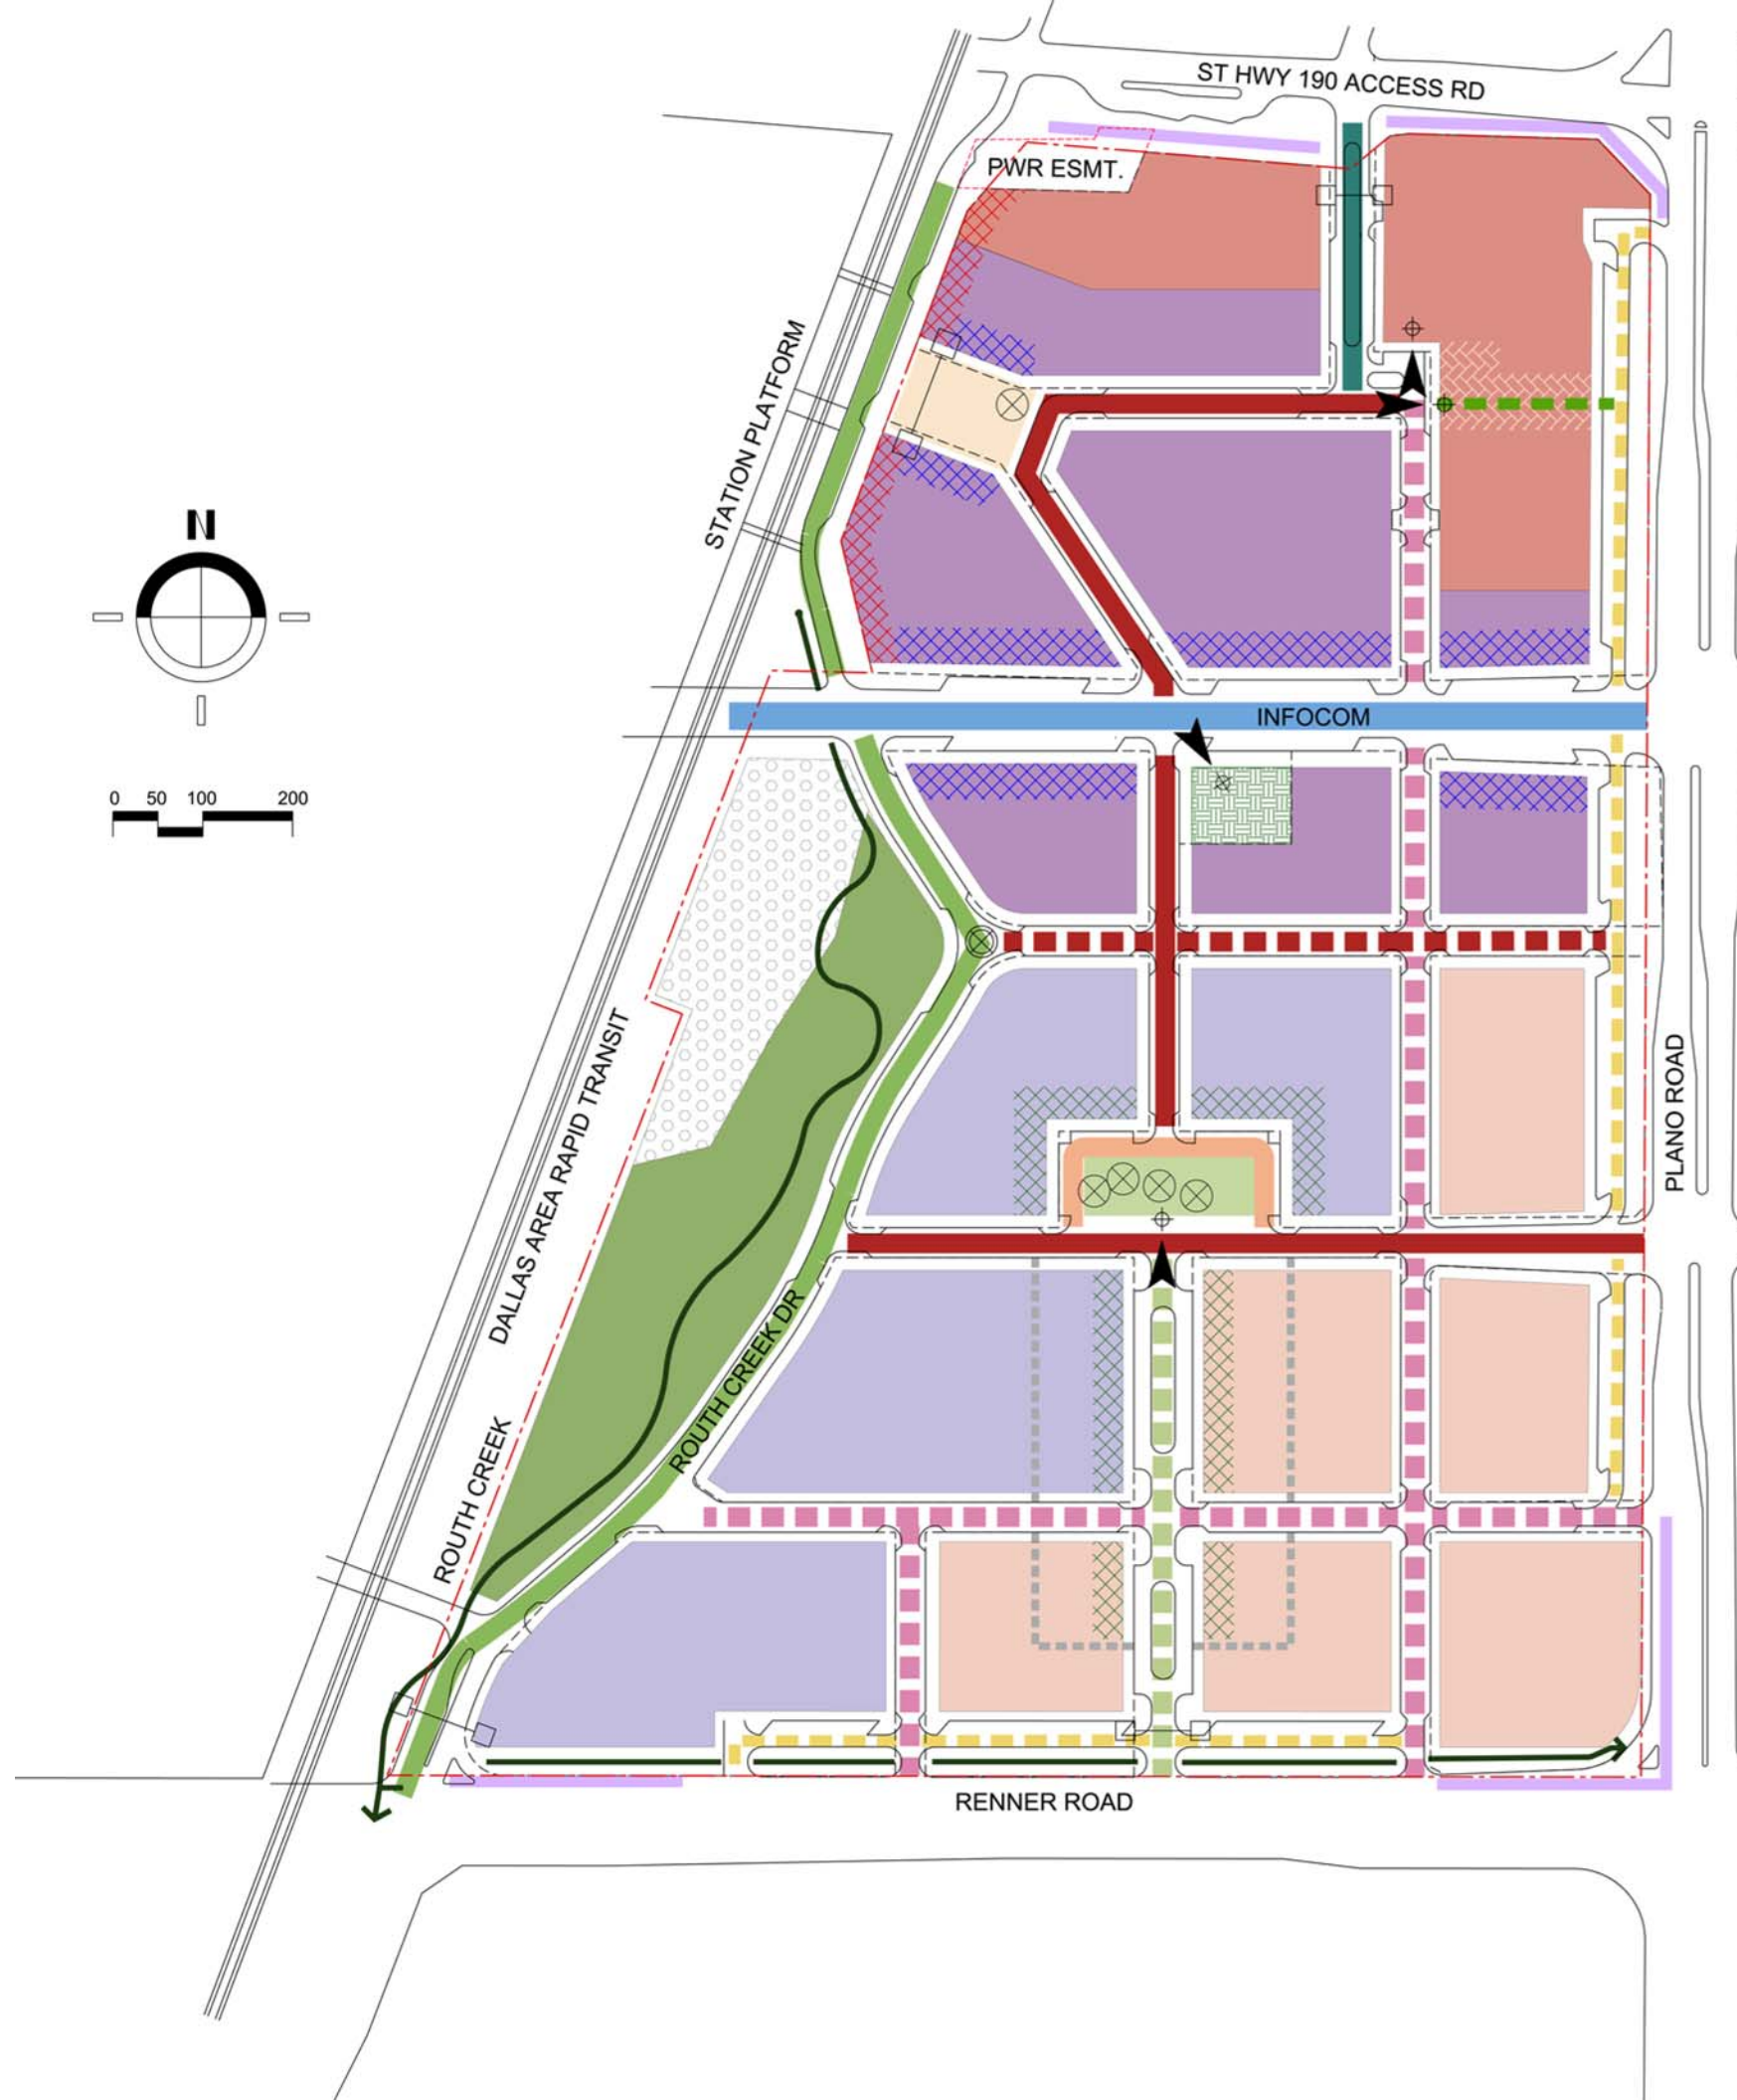 ST HWY 190 ACCESS RD
PWR ESMT.
STATION PLATFORM
N
INFOCOM
0 50 100 200
DALLAS AREA RAPID TRANSIT
PLANO ROAD
ROUTH CREEK DR
ROUTH CREEK
RENNER ROAD